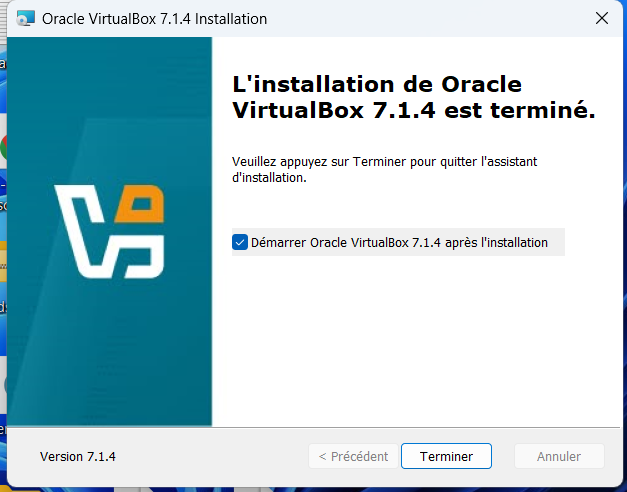 Oracle VirtualBox 7.1.4 Installation
L'installation de Oracle
VirtualBox 7.1.4 est terminé.
Veuillez appuyez sur Terminer pour quitter l'assistant
d'installation.
Démarrer Oracle VirtualBox 7.1.4 après l'installation
Version 7.1.4
< Précédent
Terminer
Annuler